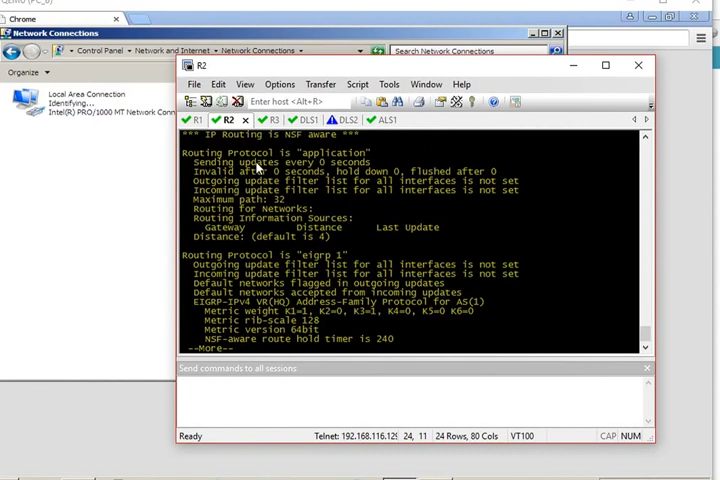 QEMU (PC_B)
Chrome
Network Connections
Control Panel ▸ Network and Internet ▸ Network Connections ▸
Search Network Connections
Organize
Local Area Connection
Identifying...
Intel(R) PRO/1000 MT Network Conn
R2
File Edit View Options Transfer Script Tools Window Help
Enter host <Alt+R>
R1 R2 x R3 DLS1 DLS2 ALS1
*** IP Routing is NSF aware ***
Routing Protocol is "application"
Sending updates every 0 seconds
Invalid after 0 seconds, hold down 0, flushed after 0
Outgoing update filter list for all interfaces is not set
Incoming update filter list for all interfaces is not set
Maximum path: 32
Routing for Networks:
Routing Information Sources:
Gateway Distance Last Update
Distance: (default is 4)
Routing Protocol is "eigrp 1"
Outgoing update filter list for all interfaces is not set
Incoming update filter list for all interfaces is not set
Default networks flagged in outgoing updates
Default networks accepted from incoming updates
EIGRP-IPv4 VR(HQ) Address-Family Protocol for AS(1)
Metric weight K1=1, K2=0, K3=1, K4=0, K5=0 K6=0
Metric rib-scale 128
Metric version 64bit
NSF-aware route hold timer is 240
--More--
Send commands to all sessions
Ready Telnet: 192.168.116.129 24, 11 24 Rows, 80 Cols VT100 CAP NUM